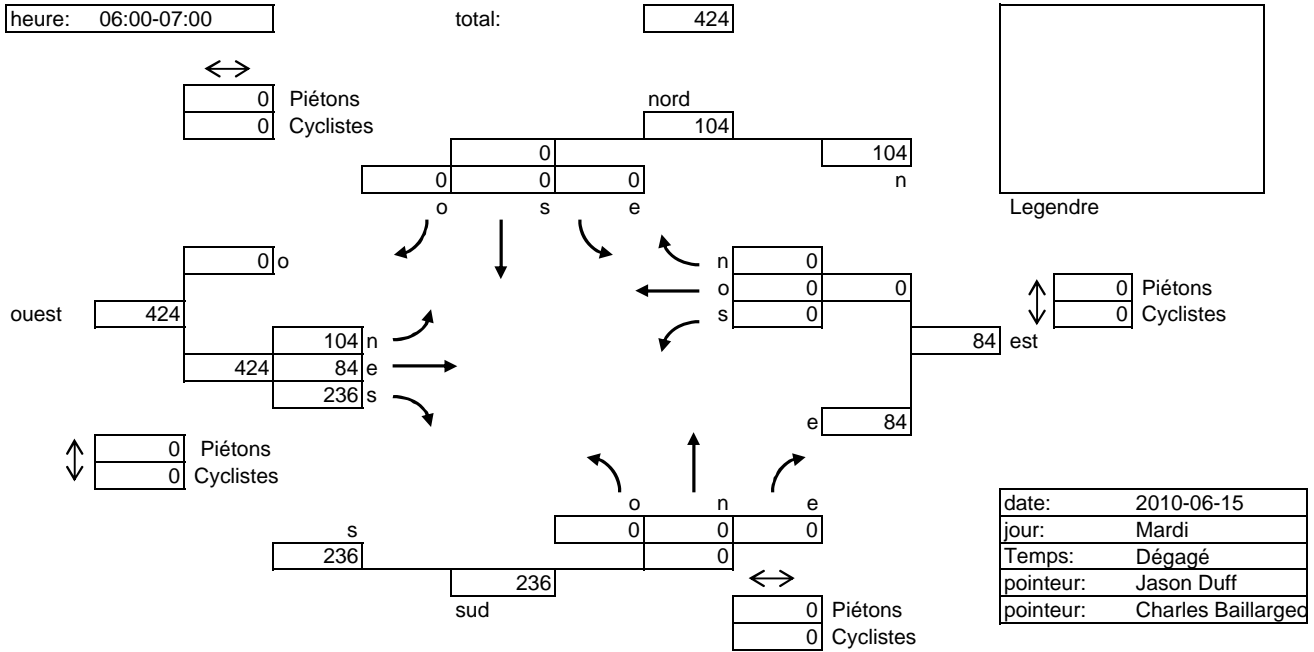 heure: 06:00-07:00 total: 424
0 Piétons
0 Cyclistes
nord
104
0 104
0 0 0 n
o s e
Legendre
0 o
n 0
o 0 0
s 0
0 Piétons
0 Cyclistes
ouest 424
104 n
424 84 e
236 s
84 est
e 84
0 Piétons
0 Cyclistes
o n e
s
0 0 0
236
0
236
sud
0 Piétons
0 Cyclistes
date: 2010-06-15
jour: Mardi
Temps: Dégagé
pointeur: Jason Duff
pointeur: Charles Baillargeo